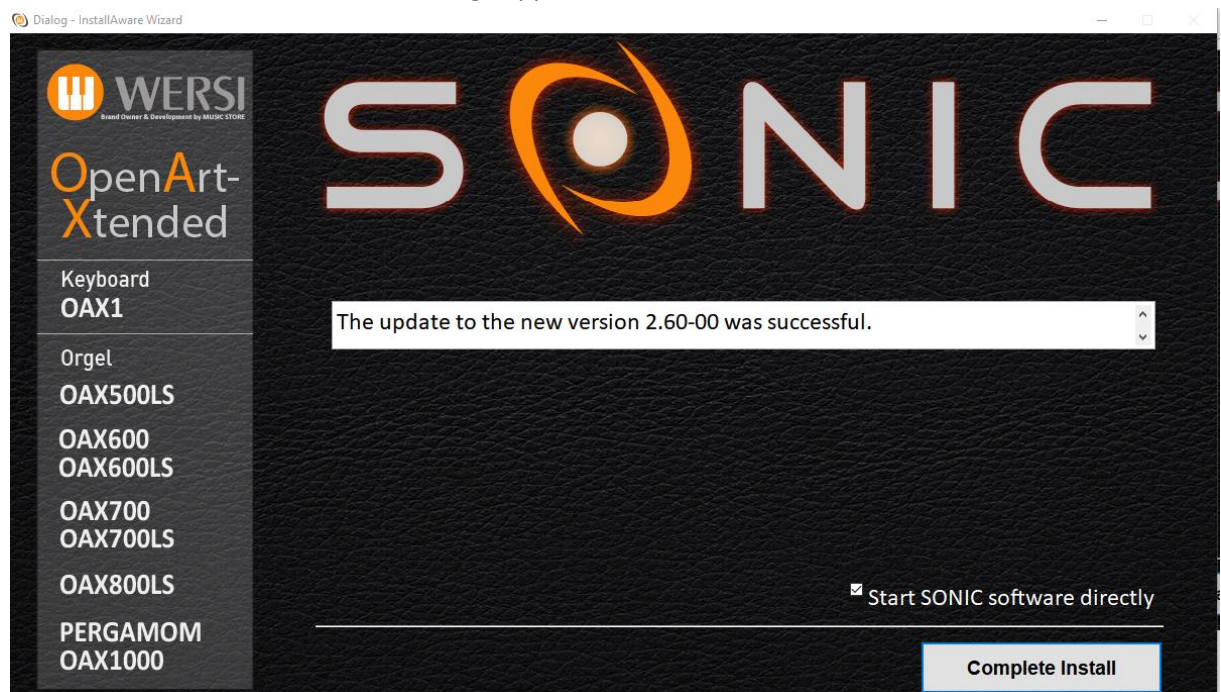 Dialog - InstallAware Wizard
WERSI
Brand Owner & Development by MUSIC STORE
OpenArt-
Xtended
SONIC
Keyboard
OAX1
The update to the new version 2.60-00 was successful.
Orgel
OAX500LS
OAX600
OAX600LS
OAX700
OAX700LS
OAX800LS
PERGAMOM
OAX1000
Start SONIC software directly
Complete Install